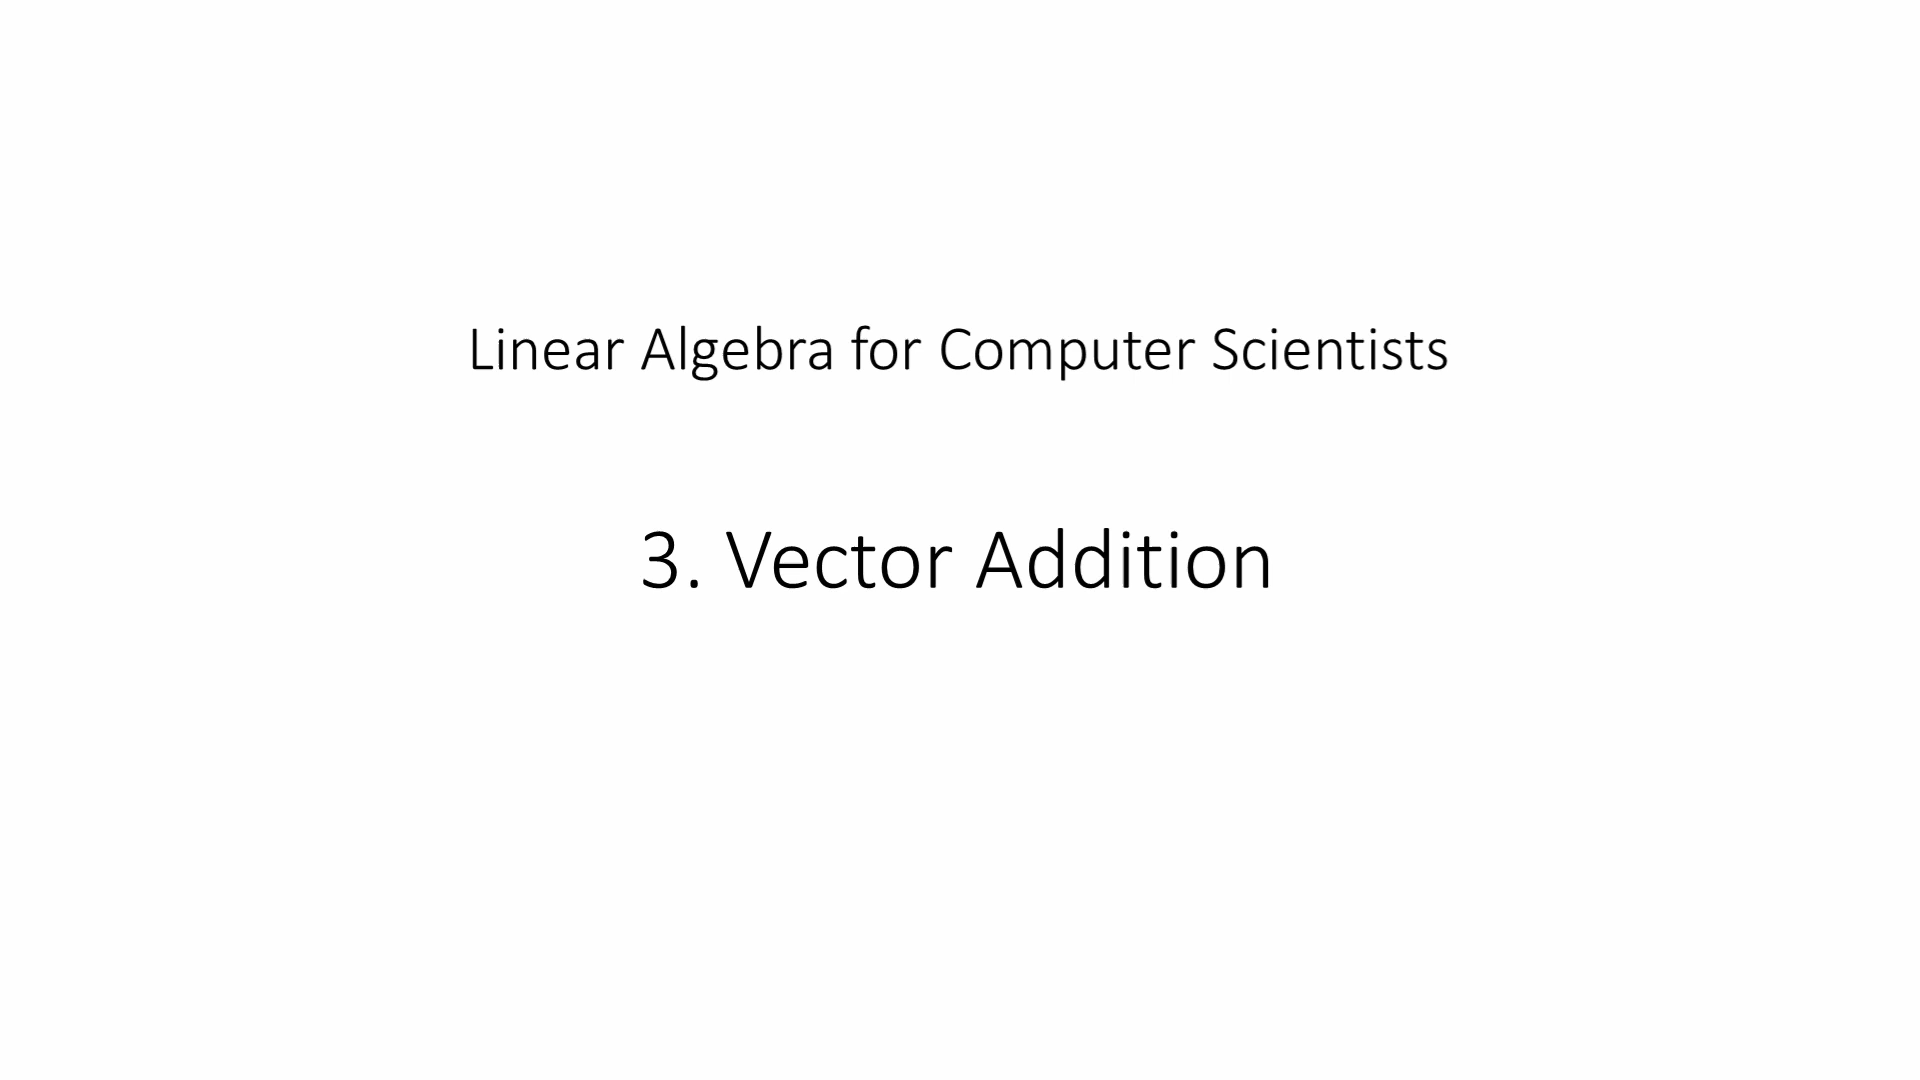 Linear Algebra for Computer Scientists
3. Vector Addition